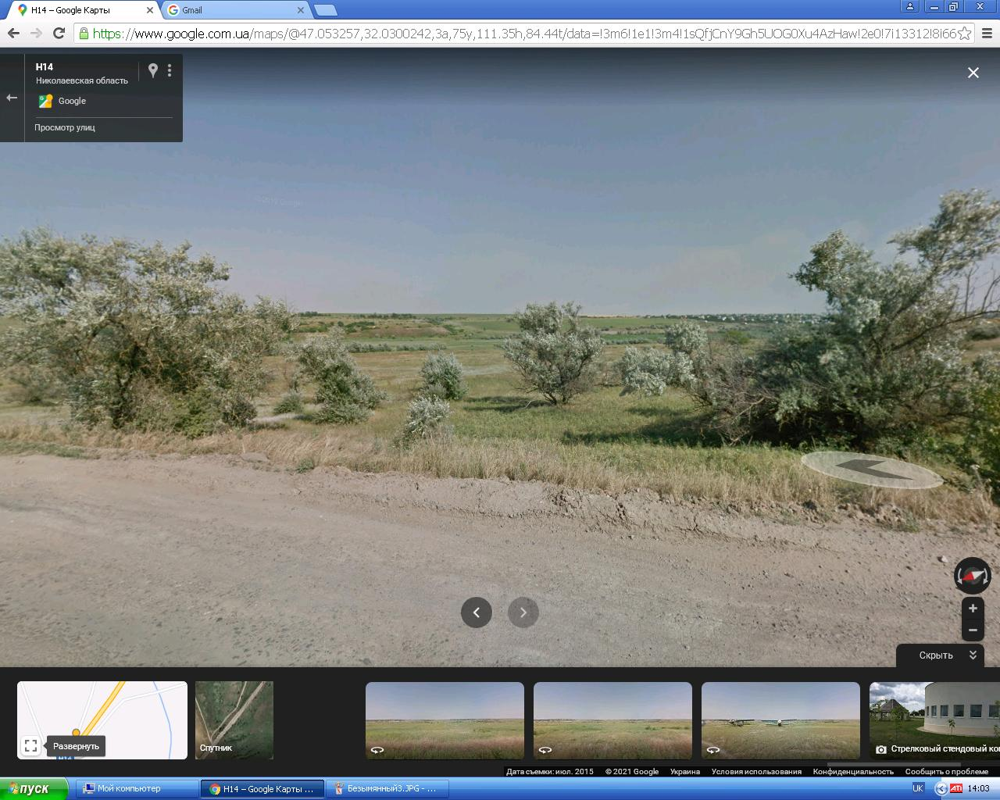 H14 – Google Карты
Gmail
https://www.google.com.ua/maps/@47.053257,32.0300242,3a,75y,111.35h,84.44t/data=!3m6!1e1!3m4!1sQfjCnY9Gh5UOG0Xu4AzHaw!2e0!7i13312!8i66
H14
Николаевская область
Google
Просмотр улиц
Скрыть
Развернуть
H14
Спутник
Стрелковый стендовый ко
Дата съемки: июл. 2015 © 2021 Google Украина Условия использования Конфиденциальность Сообщить о проблеме
пуск
Мой компьютер
H14 – Google Карты ...
Безымянный3.JPG - ...
UK
ATI
14:03